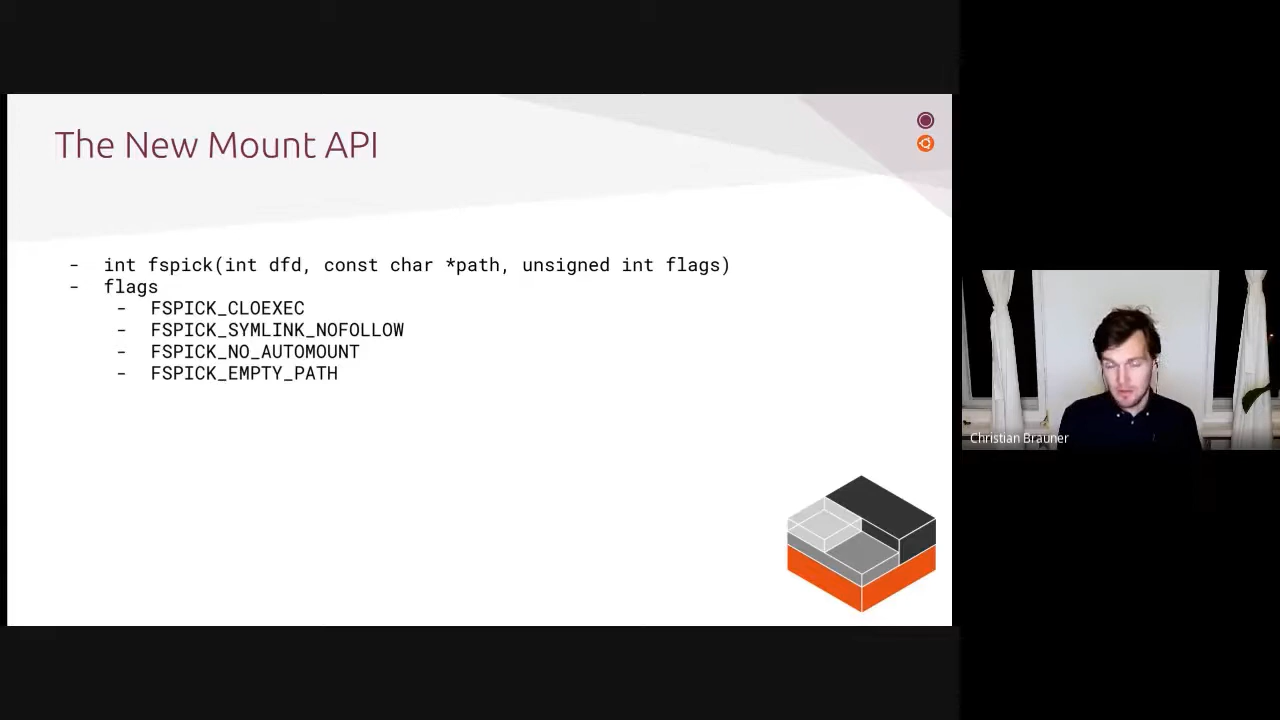 The New Mount API
- int fspick(int dfd, const char *path, unsigned int flags)
- flags
- FSPICK_CLOEXEC
- FSPICK_SYMLINK_NOFOLLOW
- FSPICK_NO_AUTOMOUNT
- FSPICK_EMPTY_PATH
Christian Brauner